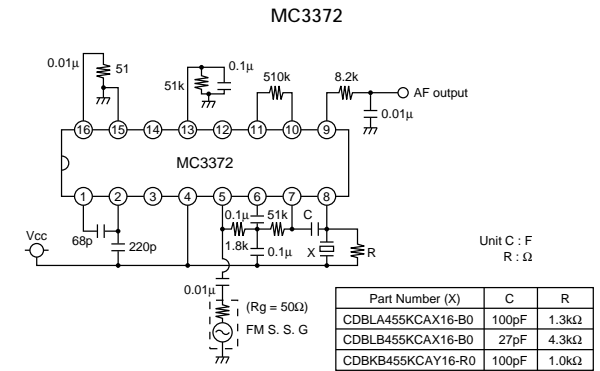 MC3372
0.01μ
51
51k
0.1μ
510k
8.2k
AF output
0.01μ
16 15 14 13 12 11 10 9
MC3372
1 2 3 4 5 6 7 8
Vcc
68p
220p
0.1μ
51k
C
1.8k
0.1μ
X
R
Unit C : F
R : Ω
0.01μ
(Rg = 50Ω)
FM S. S. G
Part Number (X) C R
CDBLA455KCAX16-B0 100pF 1.3kΩ
CDBLB455KCAX16-B0 27pF 4.3kΩ
CDBKB455KCAY16-R0 100pF 1.0kΩ